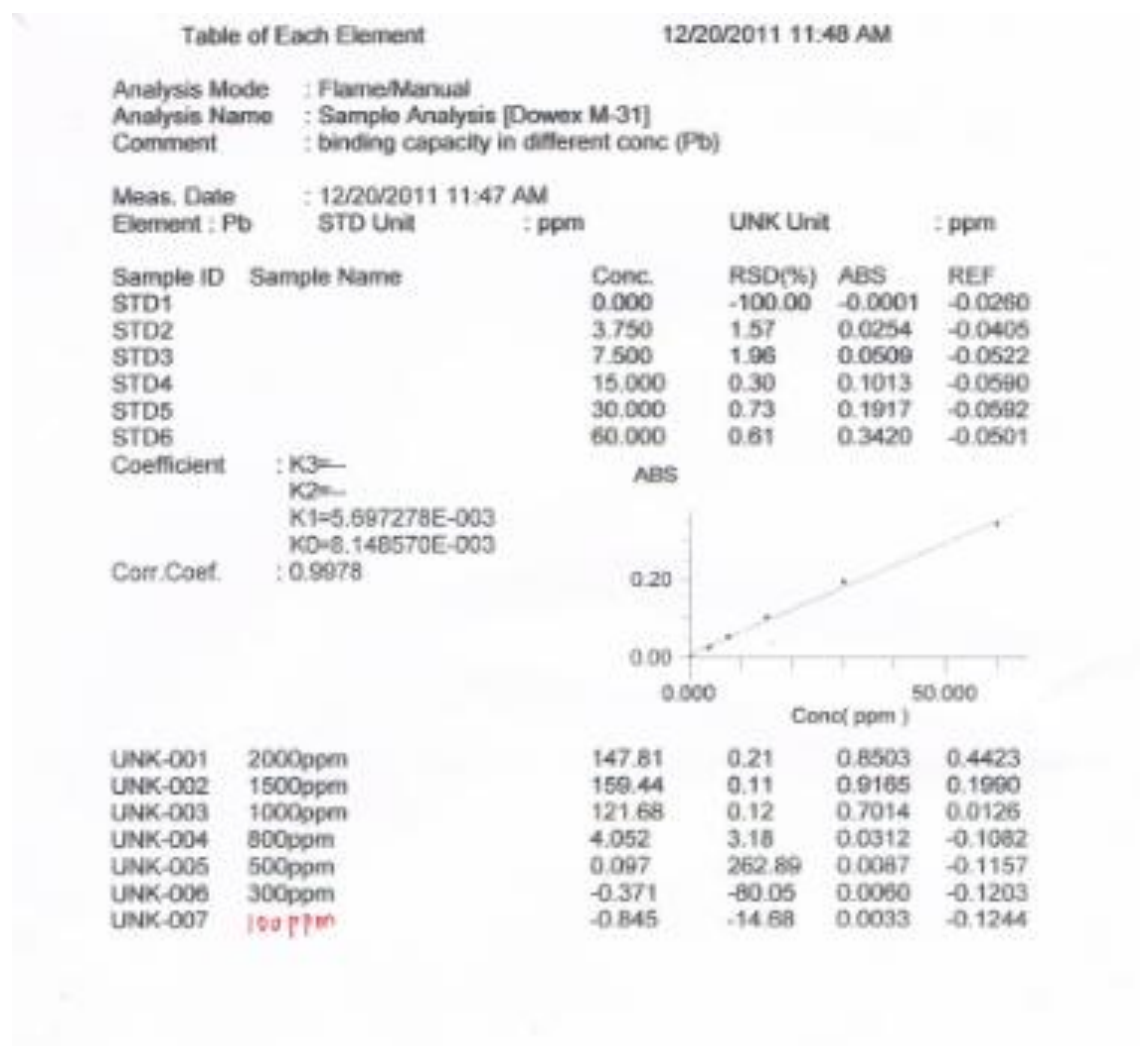 Table of Each Element 12/20/2011 11:48 AM
Analysis Mode : Flame/Manual
Analysis Name : Sample Analysis [Dowex M-31]
Comment : binding capacity in different conc (Pb)
Meas. Date : 12/20/2011 11:47 AM
Element : Pb STD Unit : ppm UNK Unit : ppm
Sample ID Sample Name Conc. RSD(%) ABS REF
STD1 0.000 -100.00 -0.0001 -0.0260
STD2 3.750 1.57 0.0254 -0.0405
STD3 7.500 1.96 0.0509 -0.0522
STD4 15.000 0.30 0.1013 -0.0590
STD5 30.000 0.73 0.1917 -0.0592
STD6 60.000 0.61 0.3420 -0.0501
Coefficient : K3=--
K2=--
K1=5.697278E-003
K0=8.148570E-003
Corr.Coef. : 0.9978
ABS
0.20
0.00
0.000 50.000
Conc( ppm )
UNK-001 2000ppm 147.81 0.21 0.8503 0.4423
UNK-002 1500ppm 159.44 0.11 0.9165 0.1990
UNK-003 1000ppm 121.68 0.12 0.7014 0.0126
UNK-004 800ppm 4.052 3.18 0.0312 -0.1082
UNK-005 500ppm 0.097 262.89 0.0087 -0.1157
UNK-006 300ppm -0.371 -80.05 0.0060 -0.1203
UNK-007 100 ppm -0.845 -14.68 0.0033 -0.1244